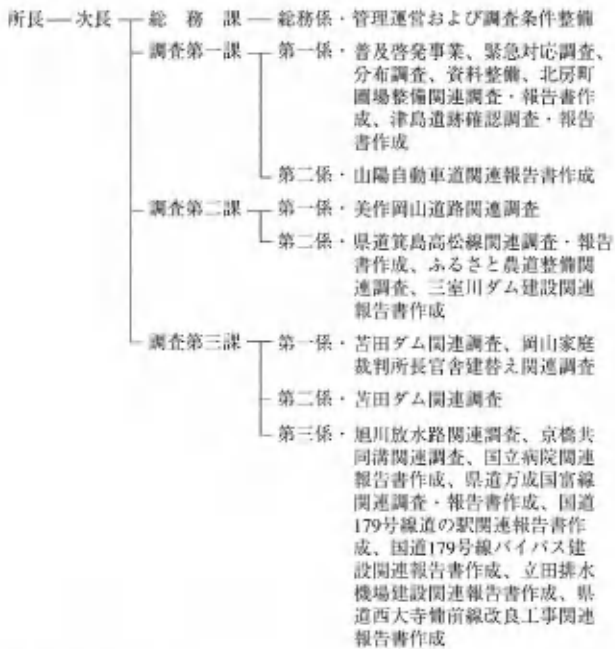 所長 次長 総務課 総務係・管理運営および調査条件整備
調査第一課 第一係・普及啓発事業、緊急対応調査、
分布調査、資料整備、北房町
圃場整備関連調査・報告書作
成、津島遺跡確認調査・報告
書作成
第二係・山陽自動車道関連報告書作成
調査第二課 第一係・美作岡山道路関連調査
第二係・県道箕島高松線関連調査・報告
書作成、ふるさと農道整備関
連調査、三室川ダム建設関連
報告書作成
調査第三課 第一係・苫田ダム関連調査、岡山家庭
裁判所長官舎建替え関連調査
第二係・苫田ダム関連調査
第三係・旭川放水路関連調査、京橋共
同溝関連調査、国立病院関連
報告書作成、県道万成国富線
関連調査・報告書作成、国道
179号線道の駅関連報告書作
成、国道179号線バイパス建
設関連報告書作成、立田排水
機場建設関連報告書作成、県
道西大寺備前線改良工事関連
報告書作成